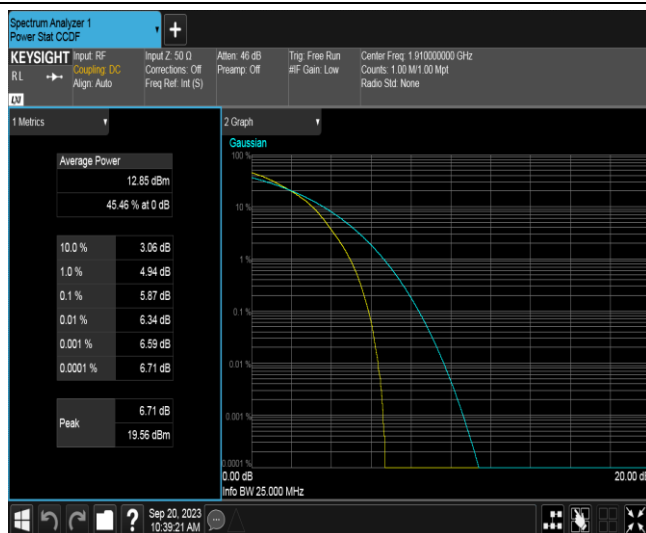 Spectrum Analyzer 1
Power Stat CCDF
+
KEYSIGHT
RL
LXI
Input: RF
Coupling: DC
Align: Auto
Input Z: 50 Ω
Corrections: Off
Freq Ref: Int (S)
Atten: 46 dB
Preamp: Off
Trig: Free Run
#IF Gain: Low
Center Freq: 1.910000000 GHz
Counts: 1.00 M/1.00 Mpt
Radio Std: None
1 Metrics
Average Power
12.85 dBm
45.46 % at 0 dB
10.0 % 3.06 dB
1.0 % 4.94 dB
0.1 % 5.87 dB
0.01 % 6.34 dB
0.001 % 6.59 dB
0.0001 % 6.71 dB
Peak
6.71 dB
19.56 dBm
2 Graph
Gaussian
100 %
10 %
1 %
0.1 %
0.01 %
0.001 %
0.0001 %
0.00 dB
20.00 dB
Info BW 25.000 MHz
?
Sep 20, 2023
10:39:21 AM